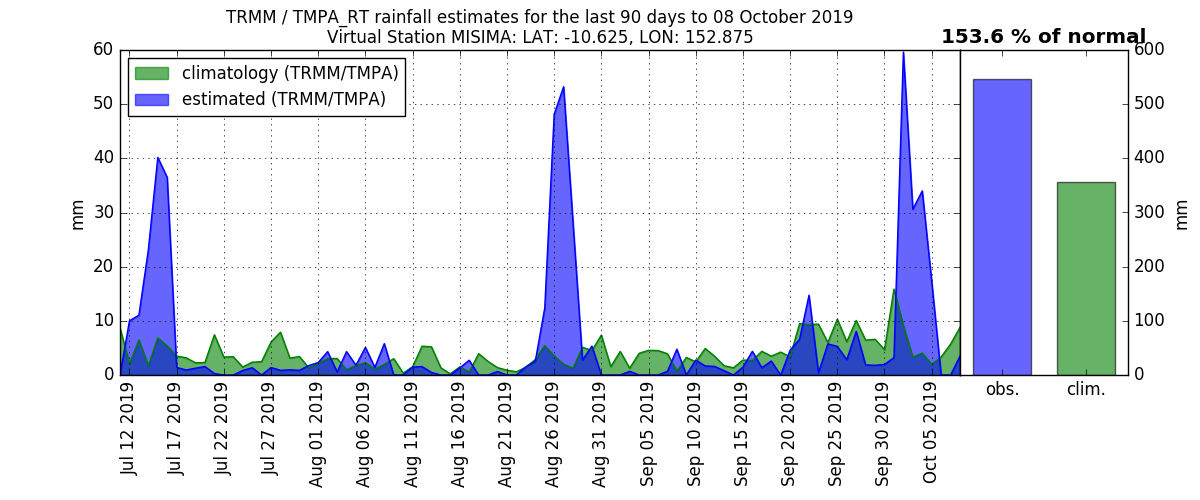 TRMM / TMPA_RT rainfall estimates for the last 90 days to 08 October 2019
Virtual Station MISIMA: LAT: -10.625, LON: 152.875
153.6 % of normal
climatology (TRMM/TMPA)
estimated (TRMM/TMPA)
60
50
40
30
20
10
0
mm
Jul 12 2019
Jul 17 2019
Jul 22 2019
Jul 27 2019
Aug 01 2019
Aug 06 2019
Aug 11 2019
Aug 16 2019
Aug 21 2019
Aug 26 2019
Aug 31 2019
Sep 05 2019
Sep 10 2019
Sep 15 2019
Sep 20 2019
Sep 25 2019
Sep 30 2019
Oct 05 2019
600
500
400
300
200
100
0
mm
obs.
clim.